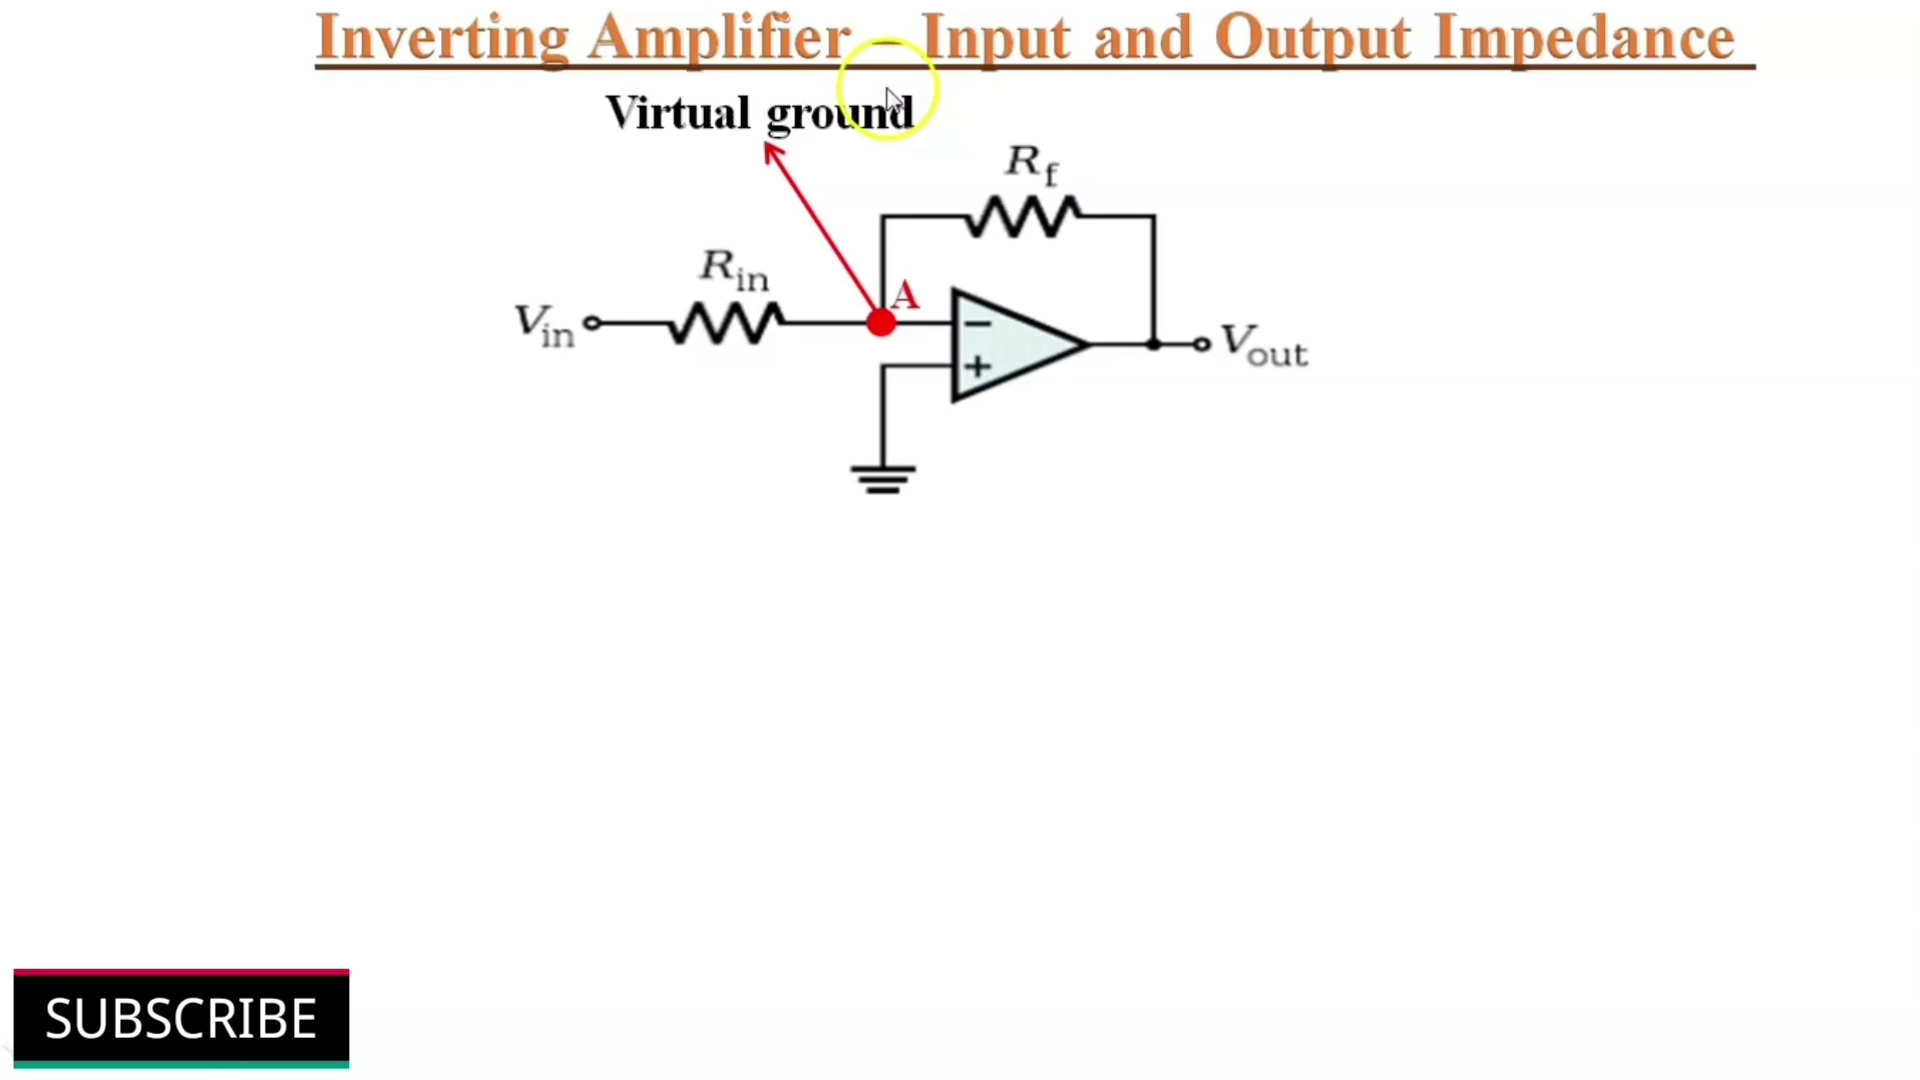 Inverting Amplifier – Input and Output Impedance
Virtual ground
Rf
Rin
A
Vin
−
+
Vout
SUBSCRIBE